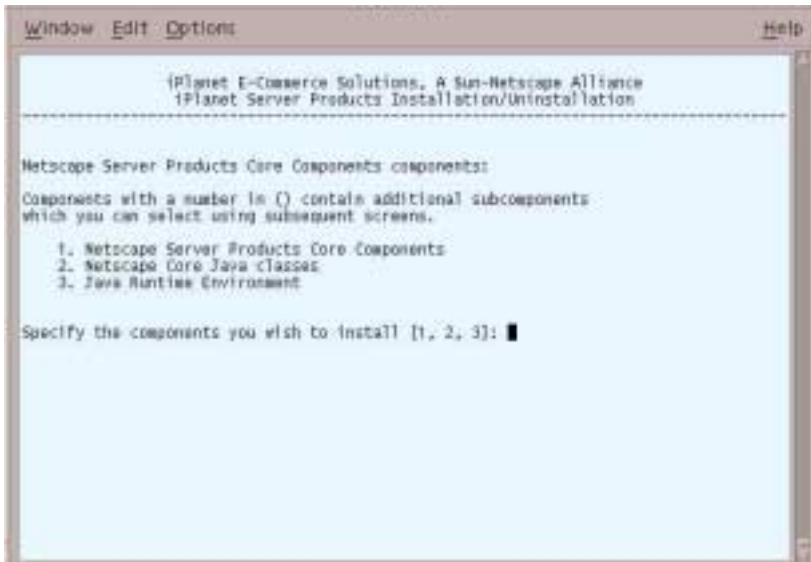 Window Edit Options Help
iPlanet E-Commerce Solutions, A Sun-Netscape Alliance
iPlanet Server Products Installation/Uninstallation
--------------------------------------------------------------------------------
Netscape Server Products Core Components components:
Components with a number in () contain additional subcomponents
which you can select using subsequent screens.
1. Netscape Server Products Core Components
2. Netscape Core Java classes
3. Java Runtime Environment
Specify the components you wish to install [1, 2, 3]: